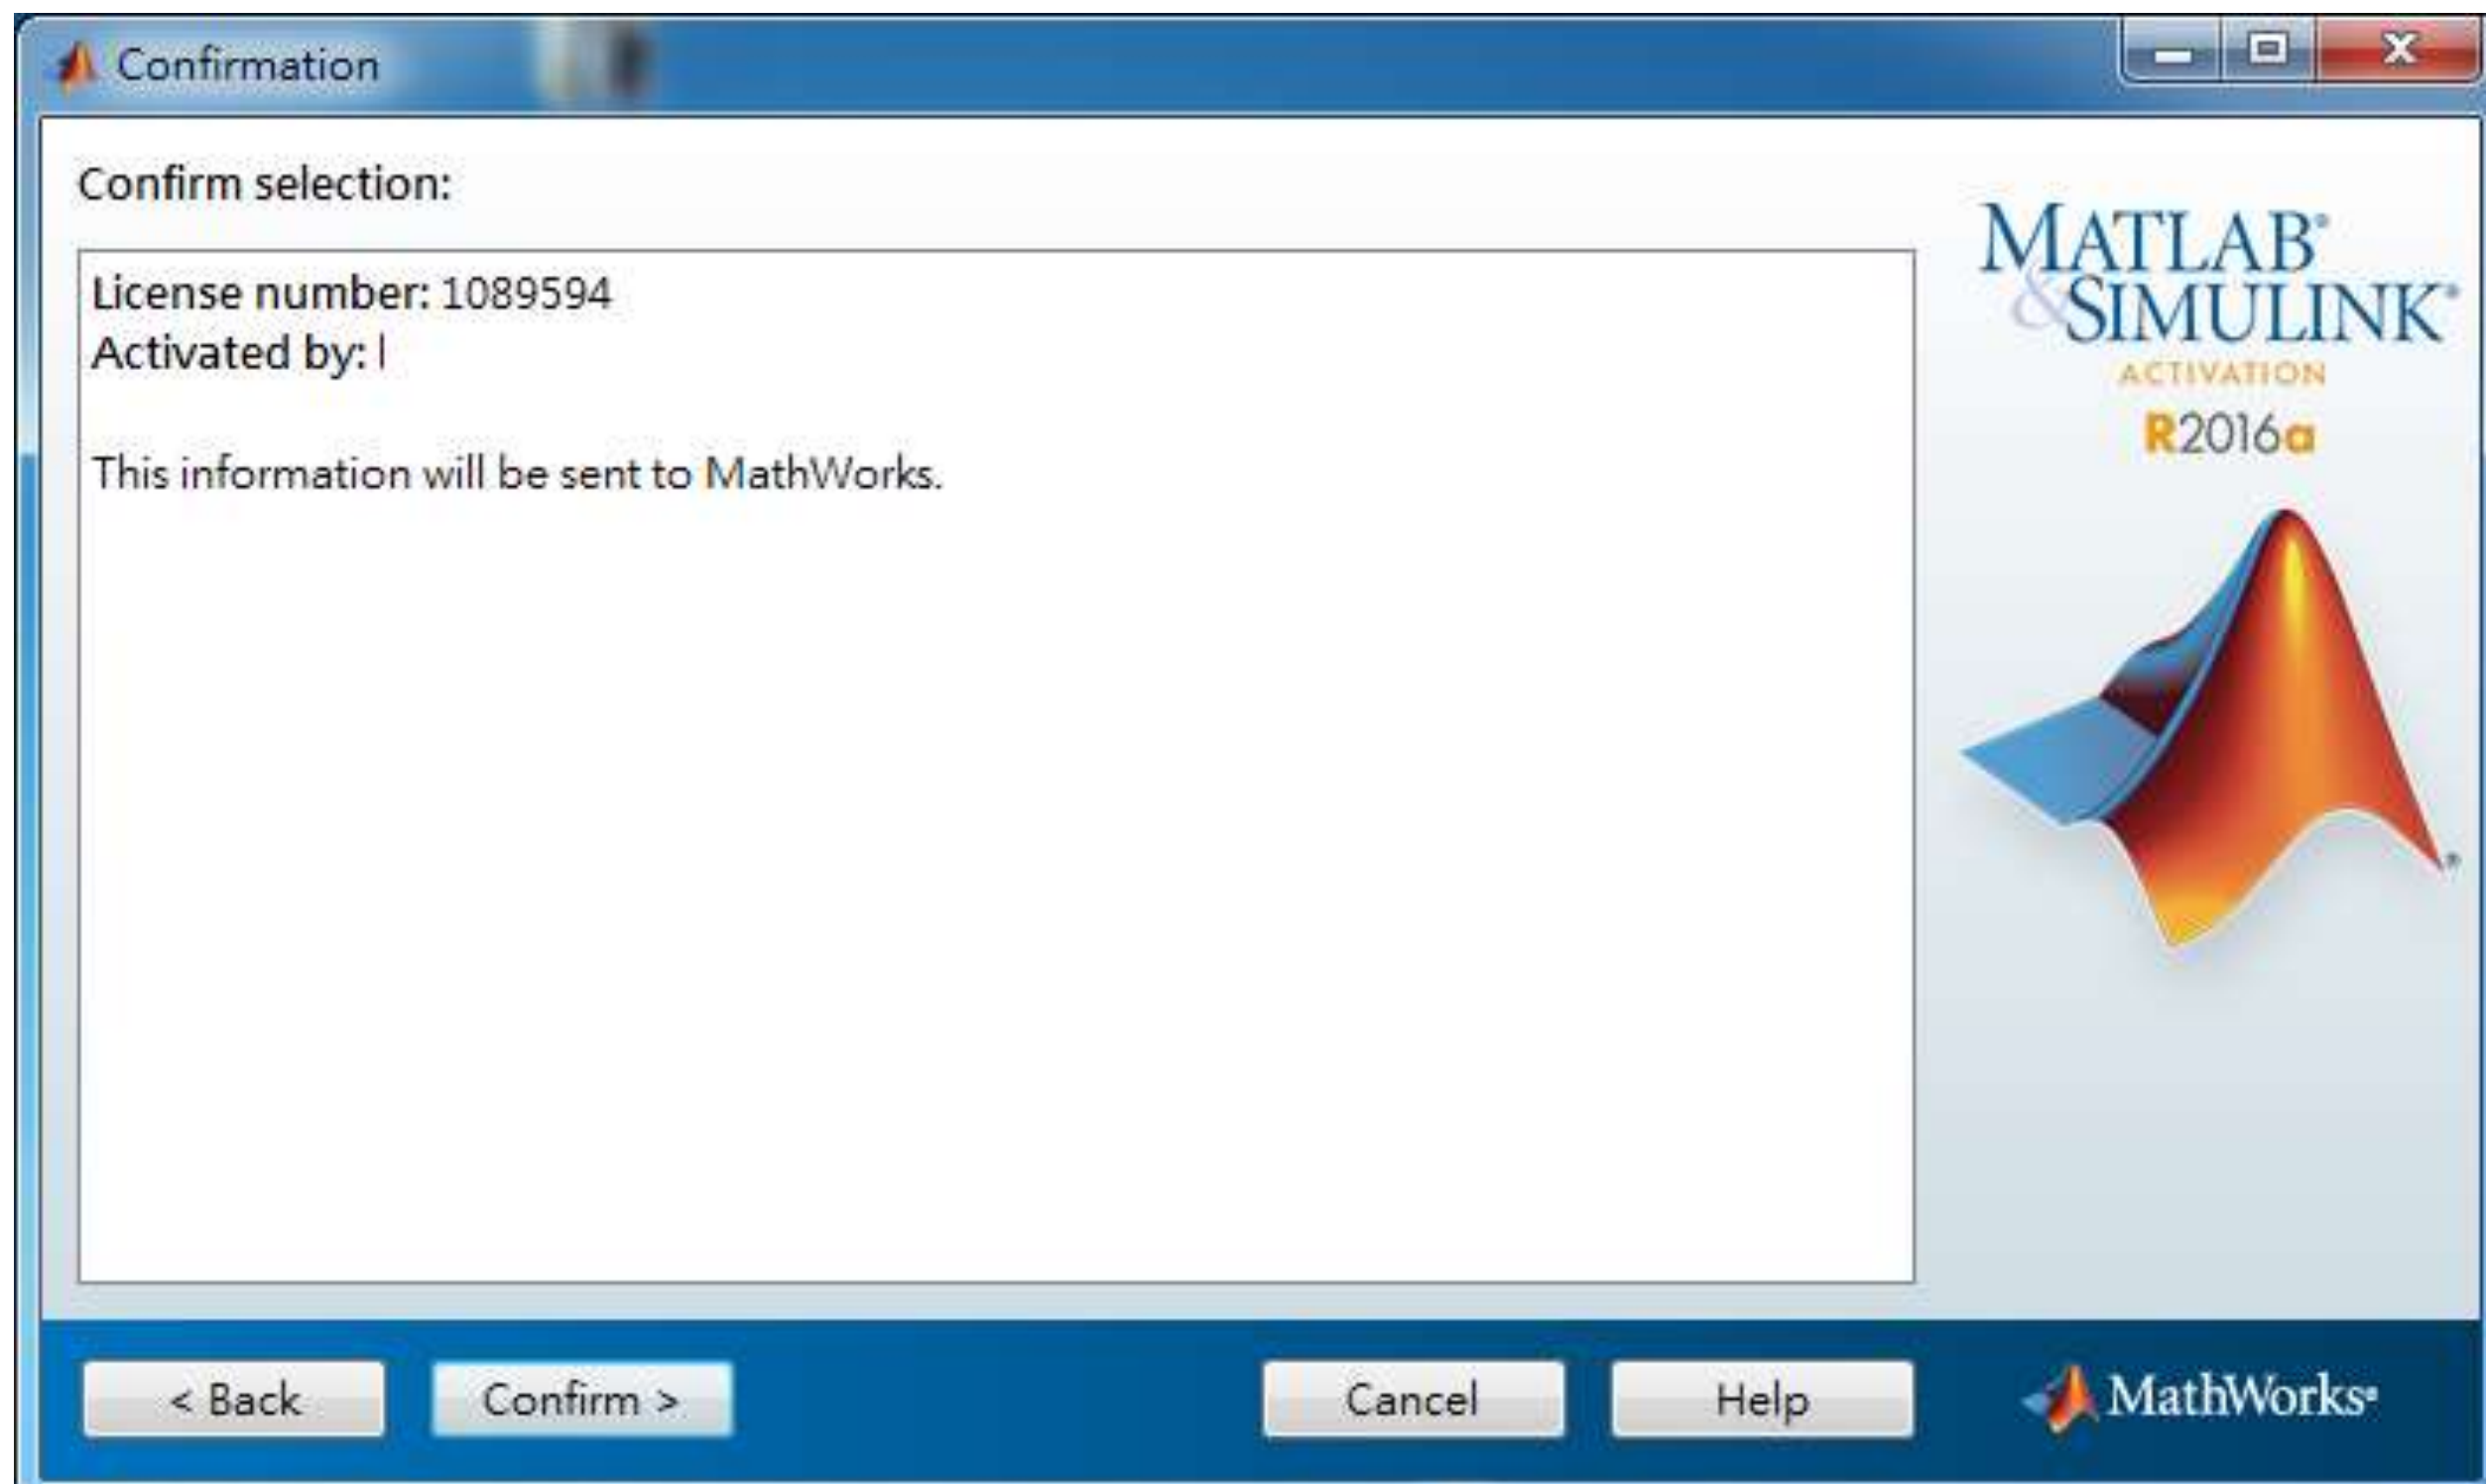 Confirmation
Confirm selection:
License number: 1089594
Activated by:
This information will be sent to MathWorks.
MATLAB®
&SIMULINK®
ACTIVATION
R2016a
< Back
Confirm >
Cancel
Help
MathWorks®